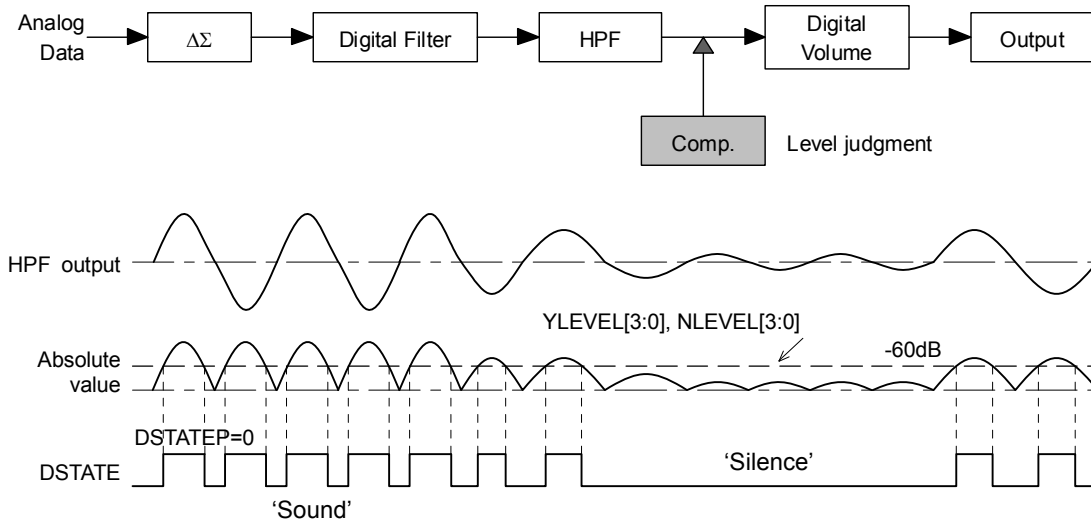 Analog
Data
ΔΣ
Digital Filter
HPF
Digital
Volume
Output
Comp.
Level judgment
HPF output
YLEVEL[3:0], NLEVEL[3:0]
-60dB
Absolute
value
DSTATEP=0
DSTATE
'Silence'
'Sound'